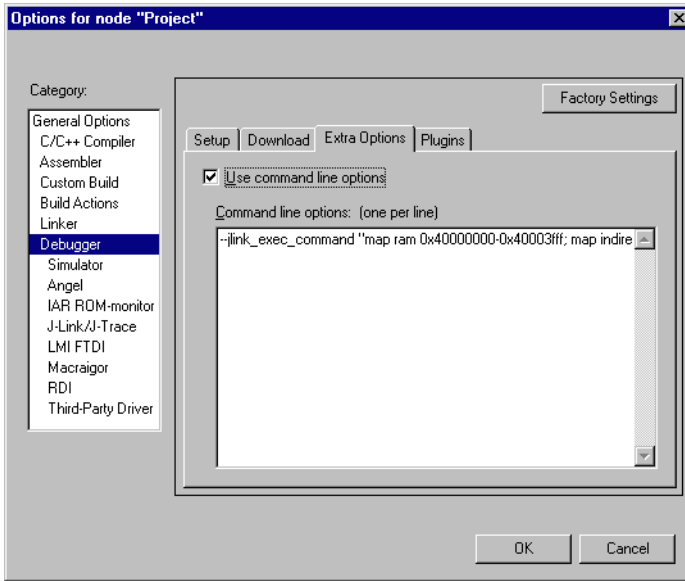 Options for node "Project"
Category:
Factory Settings
General Options
C/C++ Compiler
Assembler
Custom Build
Build Actions
Linker
Debugger
Simulator
Angel
IAR ROM-monitor
J-Link/J-Trace
LMI FTDI
Macraigor
RDI
Third-Party Driver
Setup Download Extra Options Plugins
Use command line options
Command line options: (one per line)
--jlink_exec_command "map ram 0x40000000-0x40003fff; map indire
OK Cancel